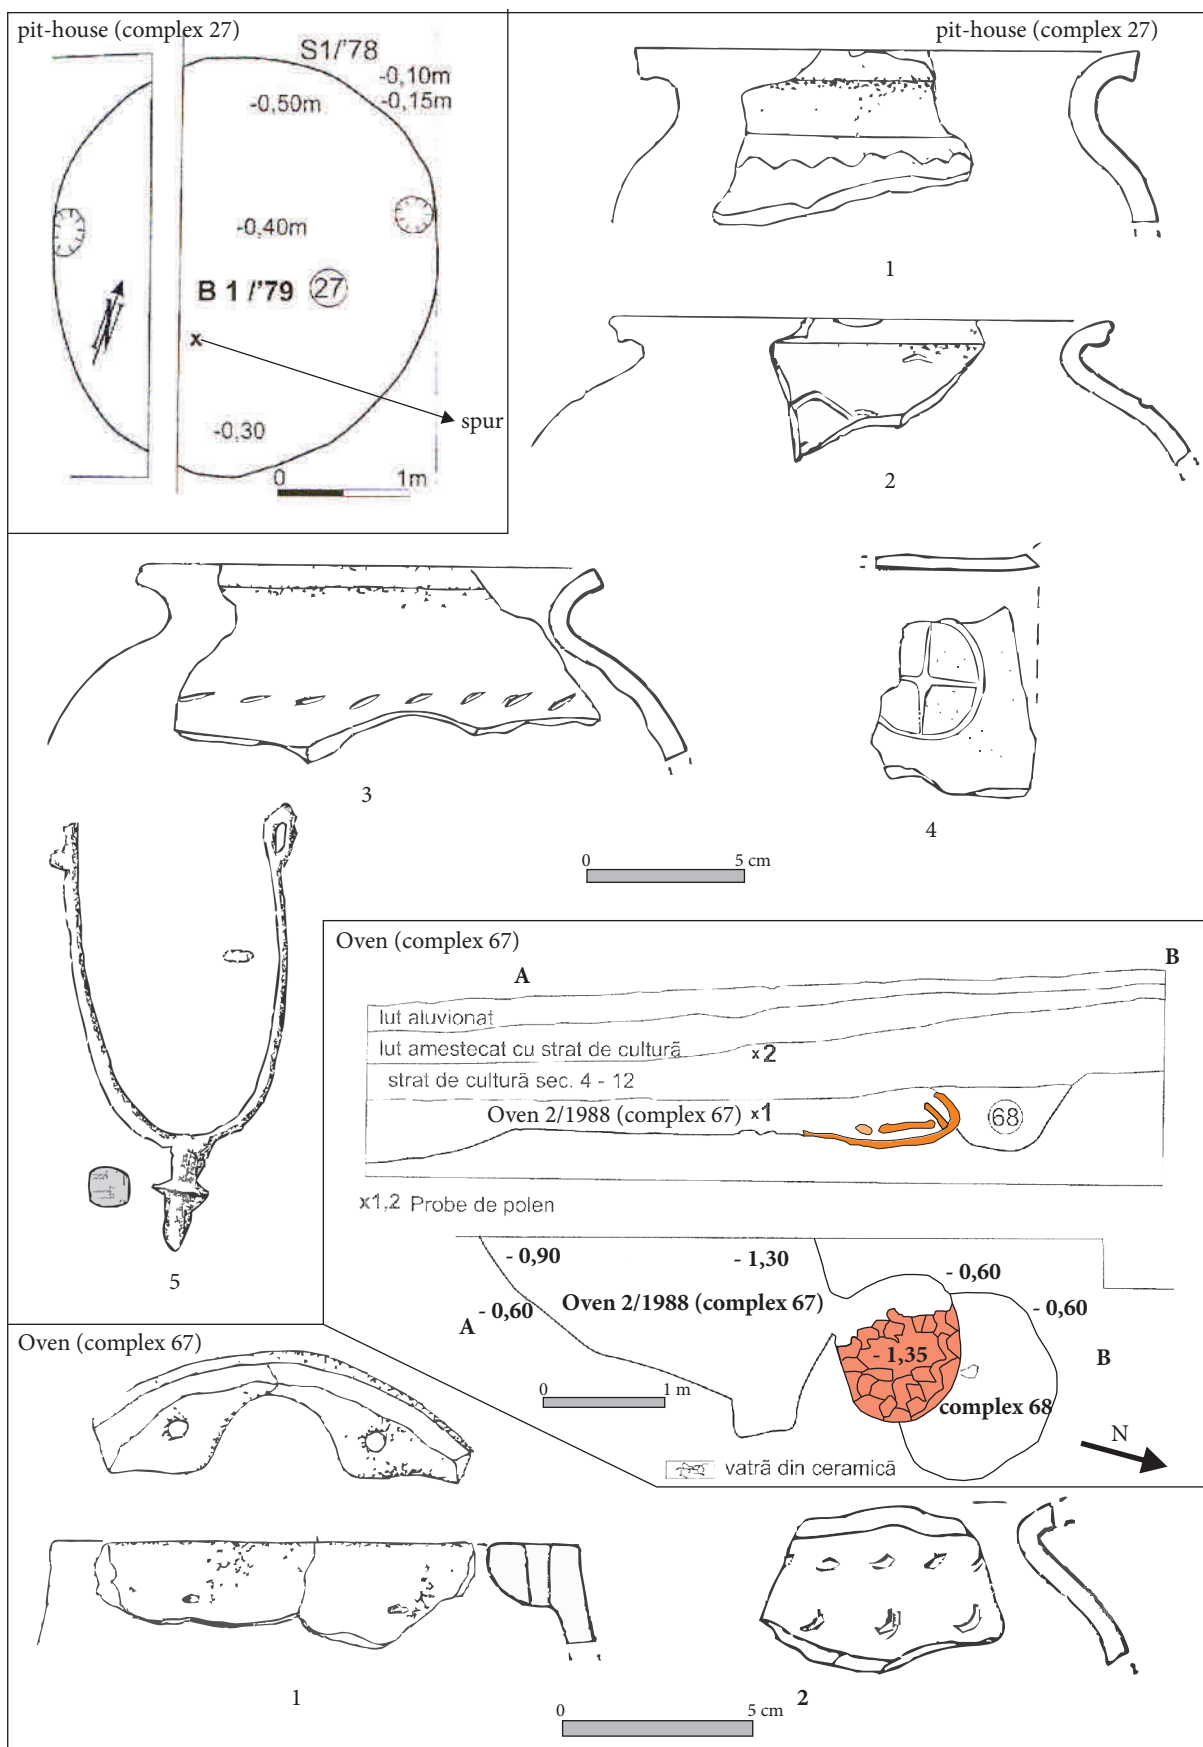 pit-house (complex 27)
S1/'78
-0,10m
-0,15m
-0,50m
-0,40m
B 1 /'79 27
x
spur
-0,30
0 1m
pit-house (complex 27)
1
2
3
4
0 5 cm
5
Oven (complex 67)
A B
lut aluvionat
lut amestecat cu strat de cultură
x2
strat de cultură sec. 4 - 12
Oven 2/1988 (complex 67) x1
68
x1,2 Probe de polen
- 0,90
- 1,30
- 0,60
- 0,60
- 0,60
Oven 2/1988 (complex 67)
A
B
- 1,35
0 1 m
complex 68
N
vatră din ceramică
Oven (complex 67)
1
2
0 5 cm